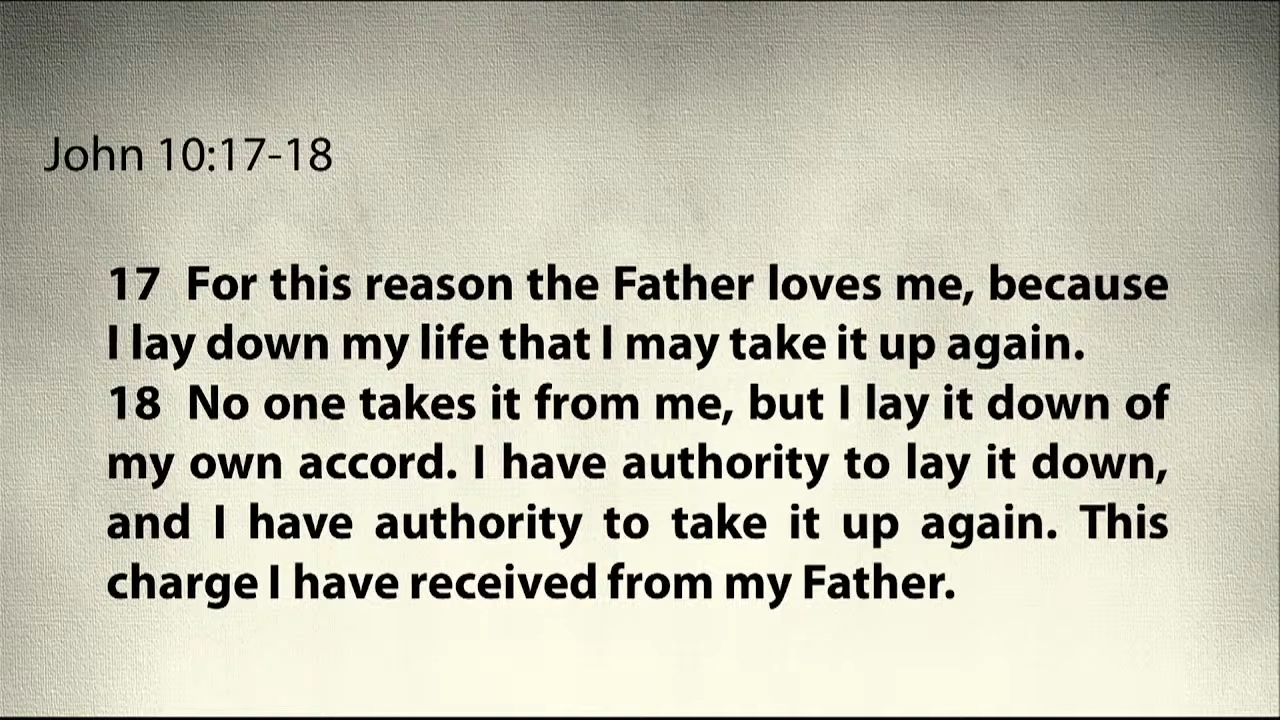 John 10:17-18
17 For this reason the Father loves me, because
I lay down my life that I may take it up again.
18 No one takes it from me, but I lay it down of
my own accord. I have authority to lay it down,
and I have authority to take it up again. This
charge I have received from my Father.